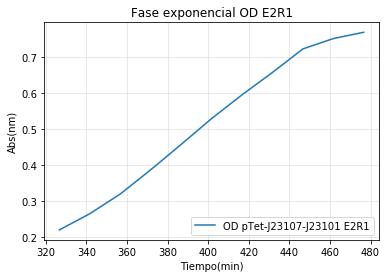 Fase exponencial OD E2R1
Abs(nm)
0.7
0.6
0.5
0.4
0.3
0.2
OD pTet-J23107-J23101 E2R1
320 340 360 380 400 420 440 460 480
Tiempo(min)